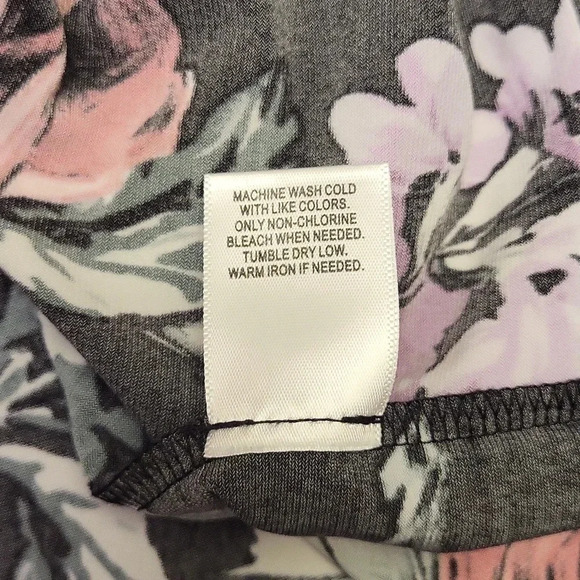 MACHINE WASH COLD
WITH LIKE COLORS.
ONLY NON-CHLORINE
BLEACH WHEN NEEDED.
TUMBLE DRY LOW.
WARM IRON IF NEEDED.